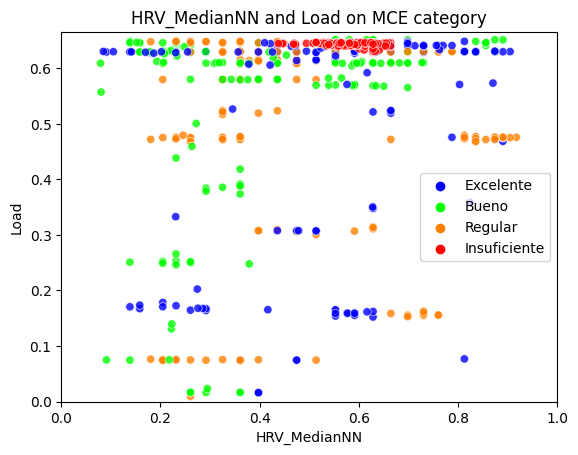 HRV_MedianNN and Load on MCE category
Load
0.6
0.5
0.4
0.3
0.2
0.1
0.0
Excelente
Bueno
Regular
Insuficiente
0.0 0.2 0.4 0.6 0.8 1.0
HRV_MedianNN